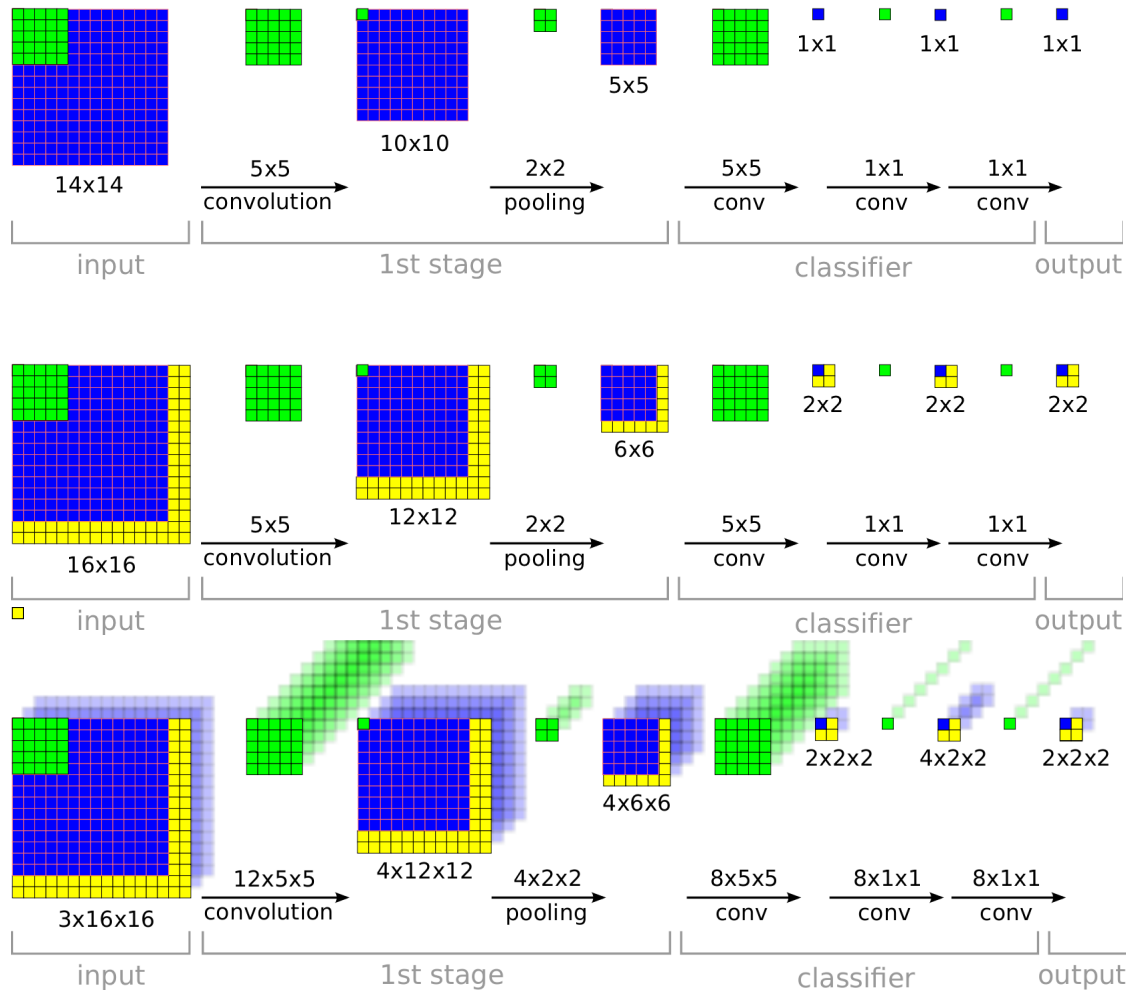 1x1 1x1 1x1
5x5
10x10
14x14
5x5 2x2 5x5 1x1 1x1
convolution pooling conv conv conv
input 1st stage classifier output
2x2 2x2 2x2
6x6
12x12
16x16
5x5 2x2 5x5 1x1 1x1
convolution pooling conv conv conv
input 1st stage classifier output
2x2x2 4x2x2 2x2x2
4x6x6
4x12x12
3x16x16
12x5x5 4x2x2 8x5x5 8x1x1 8x1x1
convolution pooling conv conv conv
input 1st stage classifier output